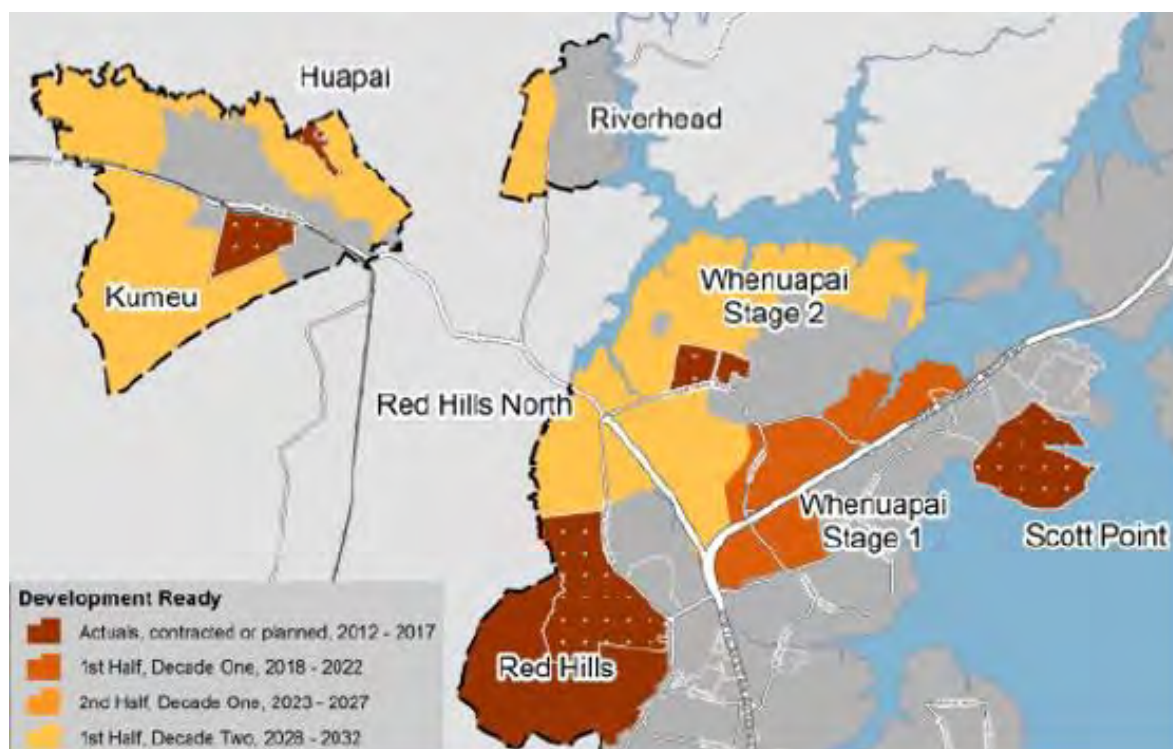 Huapai
Riverhead
Kumeu
Whenuapai
Stage 2
Red Hills North
Whenuapai
Stage 1
Scott Point
Red Hills
Development Ready
Actuals, contracted or planned, 2012 - 2017
1st Half, Decade One, 2018 - 2022
2nd Half, Decade One, 2023 - 2027
1st Half, Decade Two, 2028 - 2032